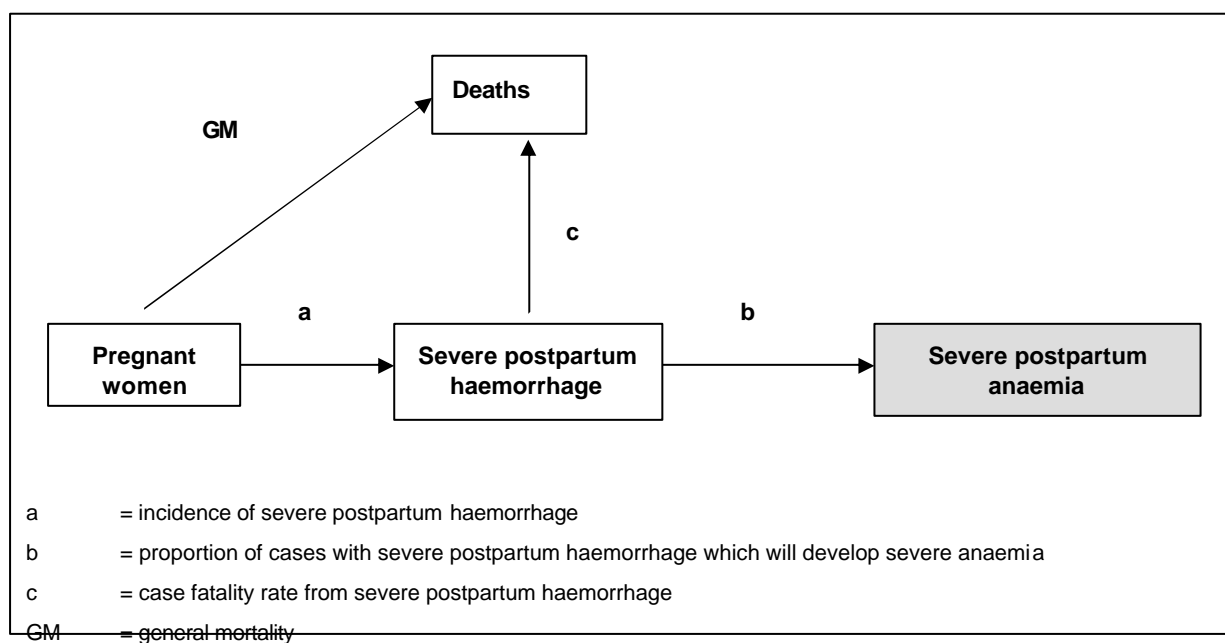 Deaths
GM
c
a
b
Pregnant
women
Severe postpartum
haemorrhage
Severe postpartum
anaemia
a = incidence of severe postpartum haemorrhage
b = proportion of cases with severe postpartum haemorrhage which will develop severe anaemia
c = case fatality rate from severe postpartum haemorrhage
GM = general mortality